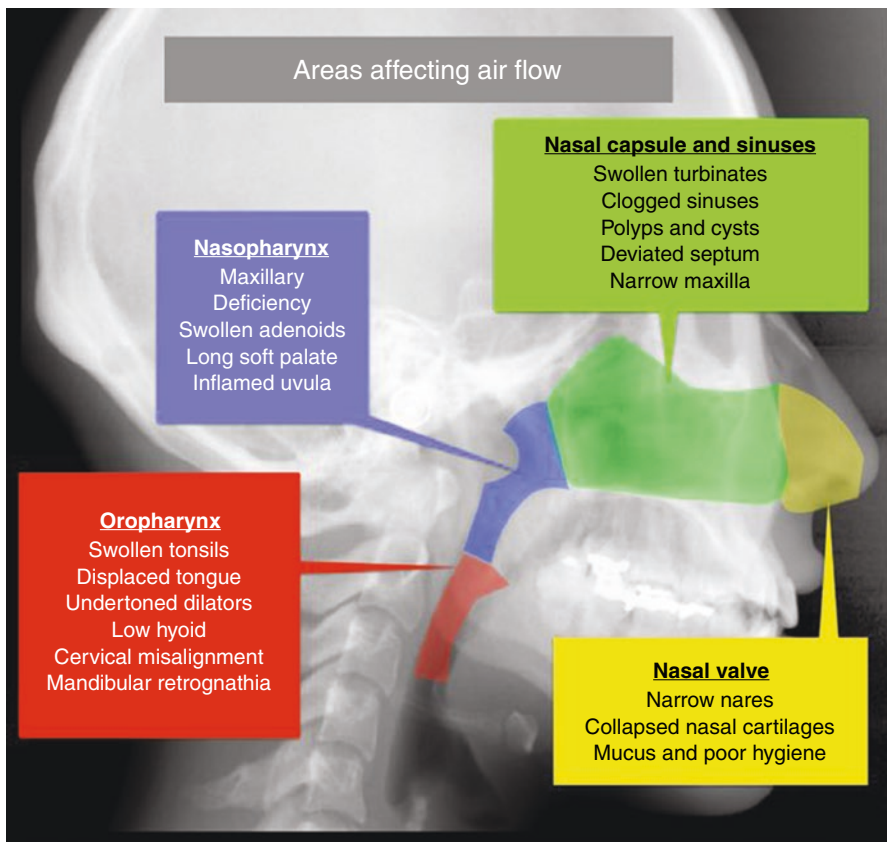 Areas affecting air flow
Nasal capsule and sinuses
Swollen turbinates
Clogged sinuses
Polyps and cysts
Deviated septum
Narrow maxilla
Nasopharynx
Maxillary
Deficiency
Swollen adenoids
Long soft palate
Inflamed uvula
Oropharynx
Swollen tonsils
Displaced tongue
Undertoned dilators
Low hyoid
Cervical misalignment
Mandibular retrognathia
Nasal valve
Narrow nares
Collapsed nasal cartilages
Mucus and poor hygiene